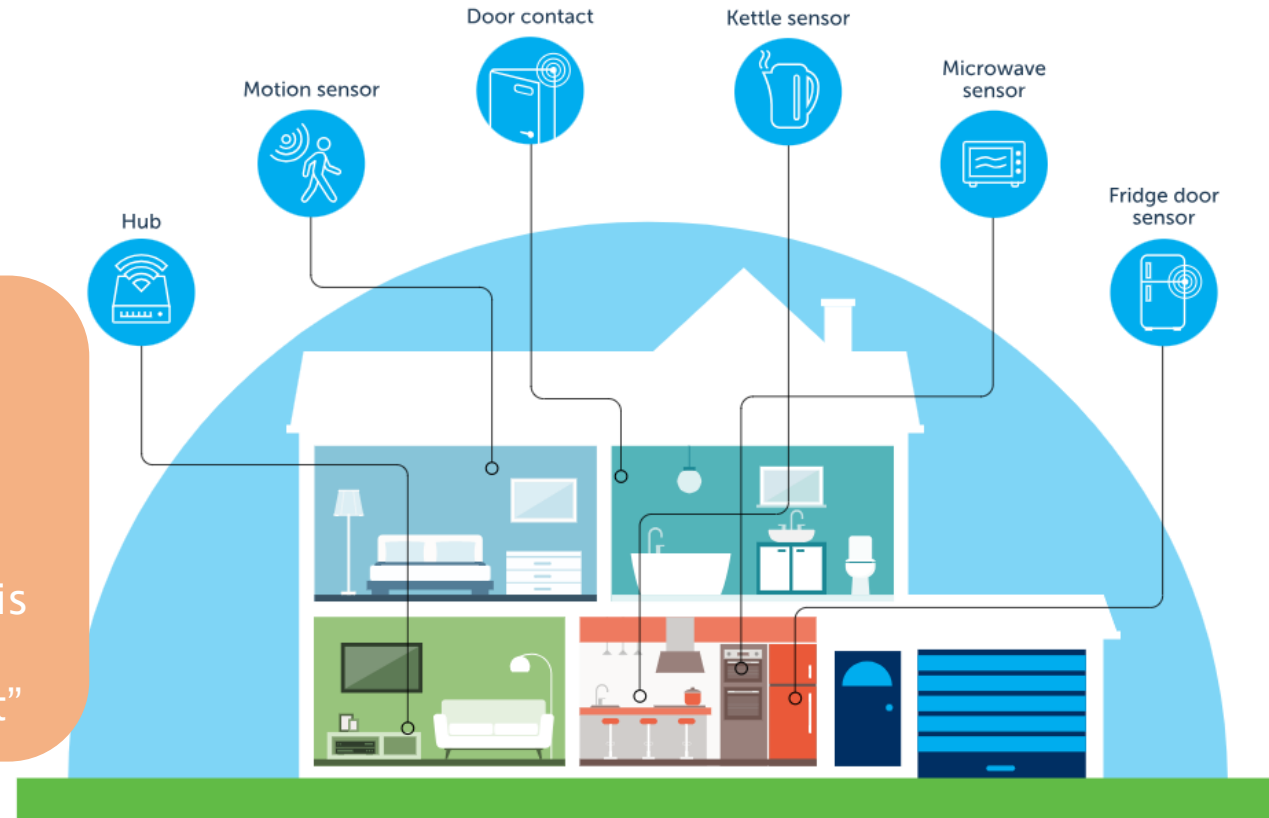 Door contact
Kettle sensor
Motion sensor
Microwave
sensor
Fridge door
sensor
Hub
is
t”